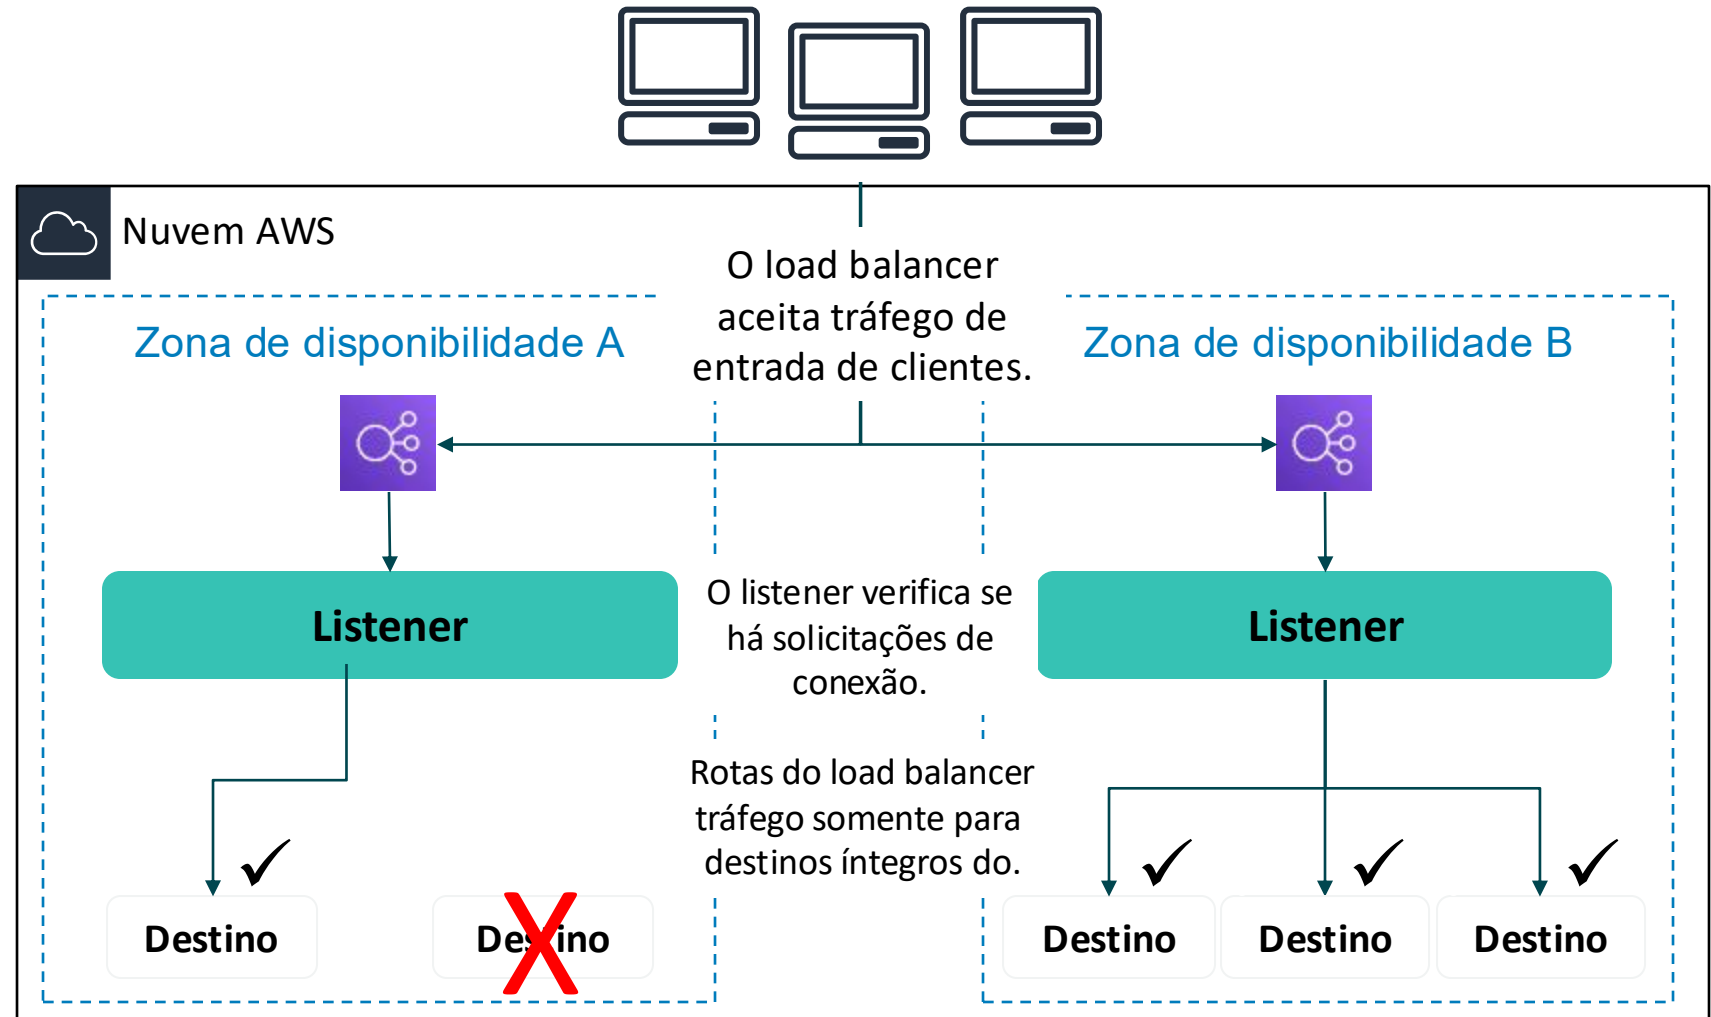 Nuvem AWS
O load balancer
aceita tráfego de
entrada de clientes.
Zona de disponibilidade A
Zona de disponibilidade B
Listener
O listener verifica se
há solicitações de
conexão.
Listener
Rotas do load balancer
tráfego somente para
destinos íntegros do.
Destino
Destino
Destino
Destino
Destino